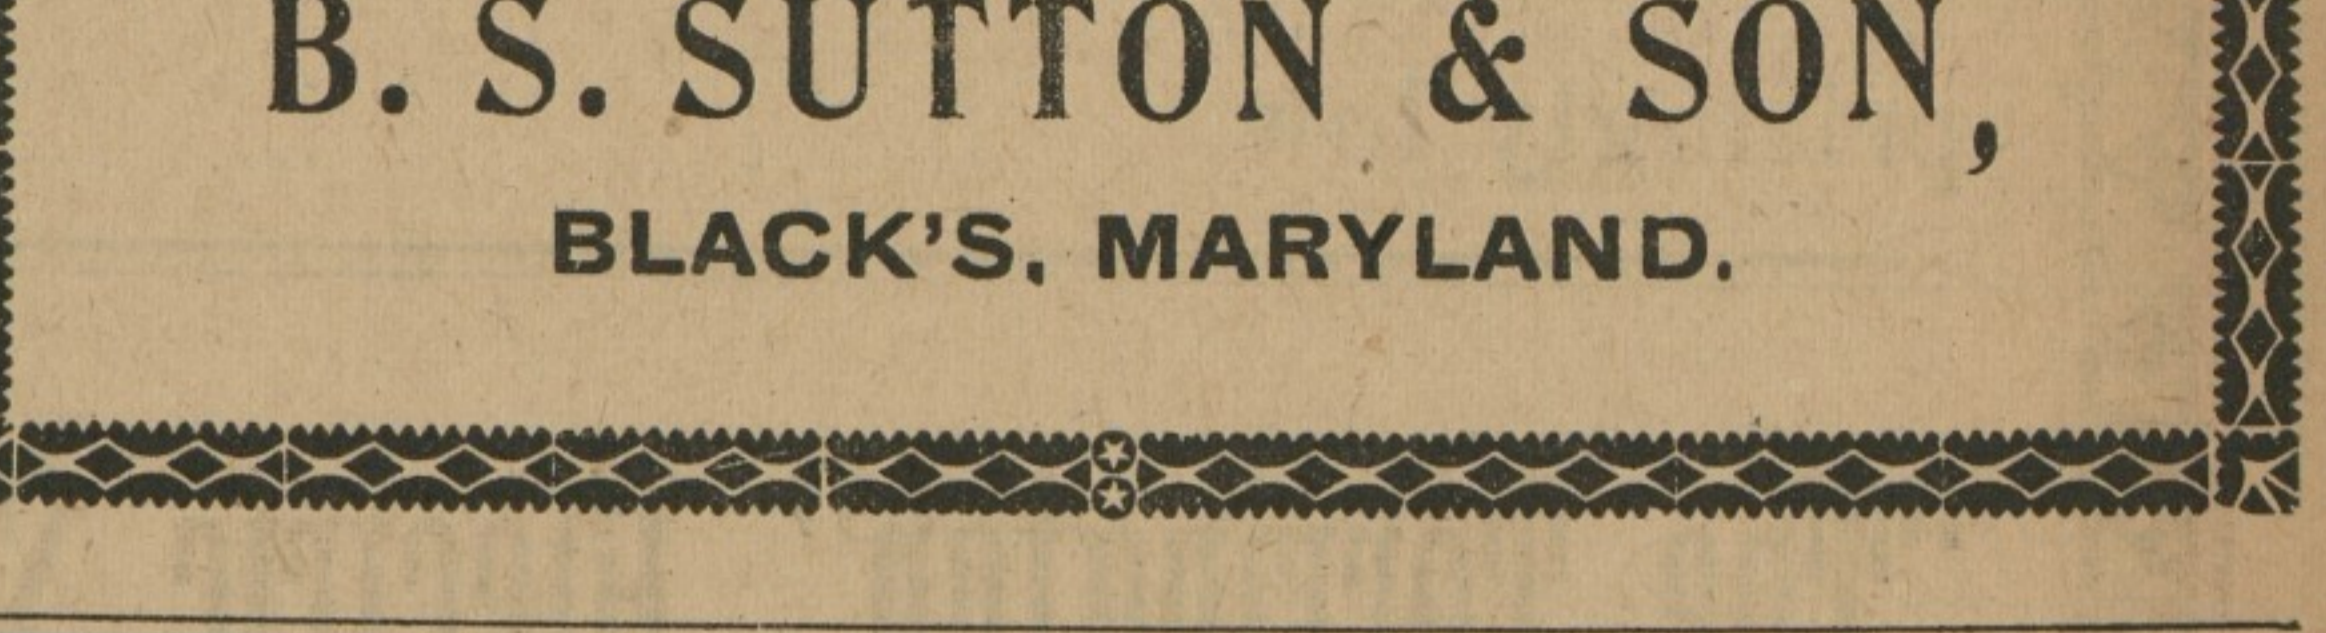 B. S. SUTTON & SON,
BLACK'S, MARYLAND.